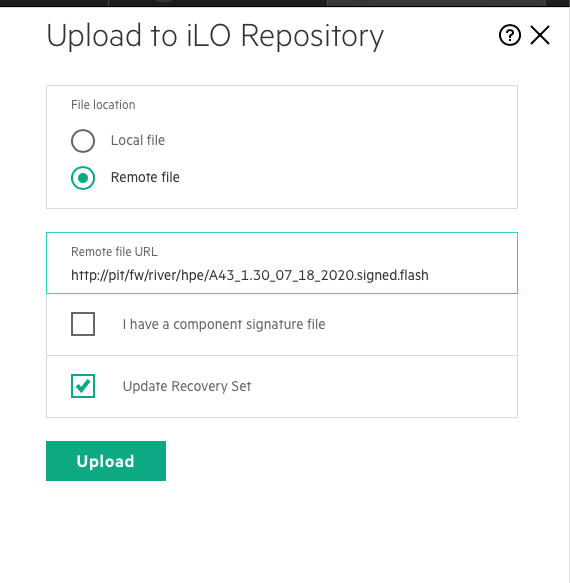 Upload to iLO Repository
File location
Local file
Remote file
Remote file URL
http://pit/fw/river/hpe/A43_1.30_07_18_2020.signed.flash
I have a component signature file
Update Recovery Set
Upload